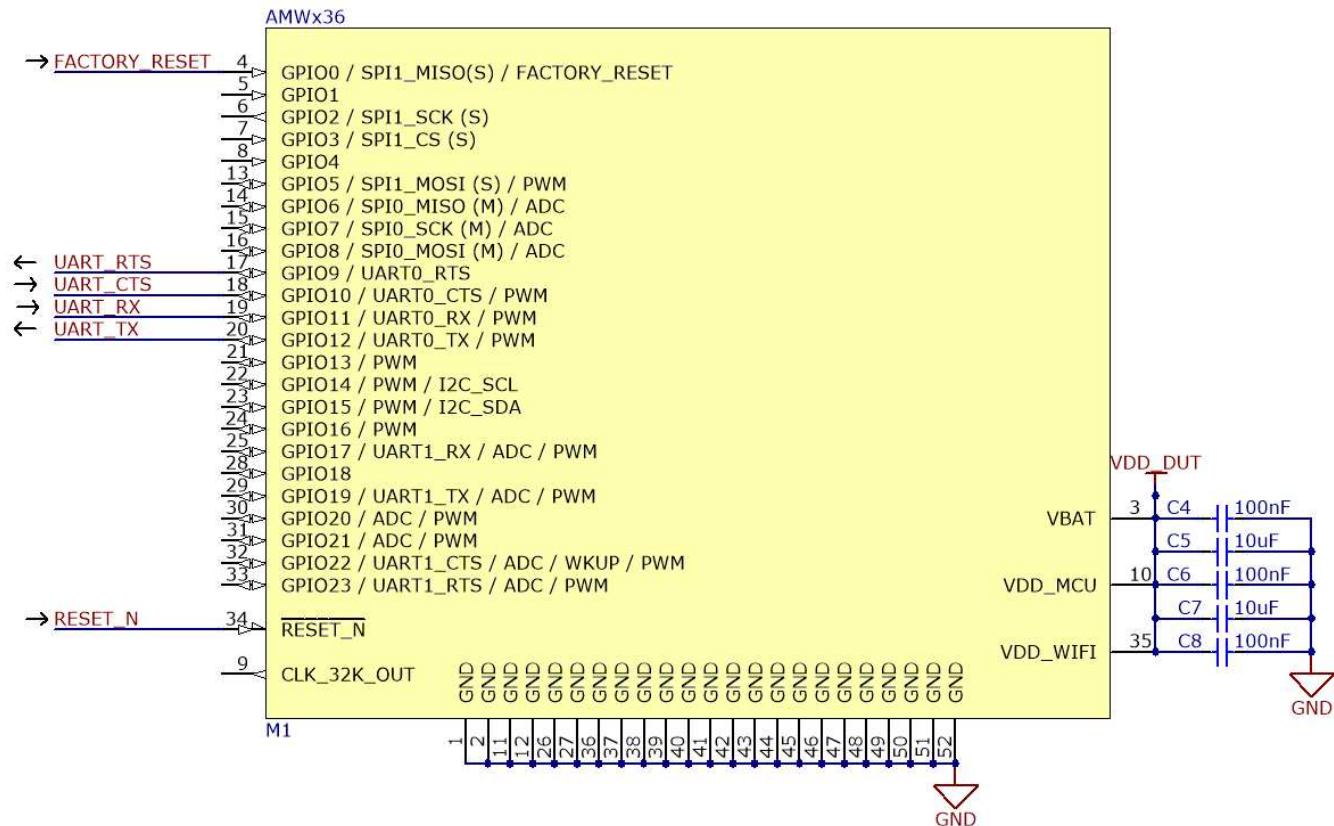 AMWx36
FACTORY_RESET 4 GPIO0 / SPI1_MISO(S) / FACTORY_RESET
5 GPIO1
6 GPIO2 / SPI1_SCK (S)
7 GPIO3 / SPI1_CS (S)
8 GPIO4
13 GPIO5 / SPI1_MOSI (S) / PWM
14 GPIO6 / SPI0_MISO (M) / ADC
15 GPIO7 / SPI0_SCK (M) / ADC
16 GPIO8 / SPI0_MOSI (M) / ADC
UART_RTS 17 GPIO9 / UART0_RTS
UART_CTS 18 GPIO10 / UART0_CTS / PWM
UART_RX 19 GPIO11 / UART0_RX / PWM
UART_TX 20 GPIO12 / UART0_TX / PWM
21 GPIO13 / PWM
22 GPIO14 / PWM / I2C_SCL
23 GPIO15 / PWM / I2C_SDA
24 GPIO16 / PWM
25 GPIO17 / UART1_RX / ADC / PWM
28 GPIO18
29 GPIO19 / UART1_TX / ADC / PWM
30 GPIO20 / ADC / PWM
31 GPIO21 / ADC / PWM
32 GPIO22 / UART1_CTS / ADC / WKUP / PWM
33 GPIO23 / UART1_RTS / ADC / PWM
RESET_N 34 RESET_N
9 CLK_32K_OUT
VDD_DUT
VBAT 3 C4 100nF
C5 10uF
VDD_MCU 10 C6 100nF
C7 10uF
VDD_WIFI 35 C8 100nF
GND
GND GND GND GND GND GND GND GND GND GND GND GND GND GND GND GND GND GND GND GND GND GND GND
M1
1 2 11 12 26 27 36 37 38 39 40 41 42 43 44 45 46 47 48 49 50 51 52
GND